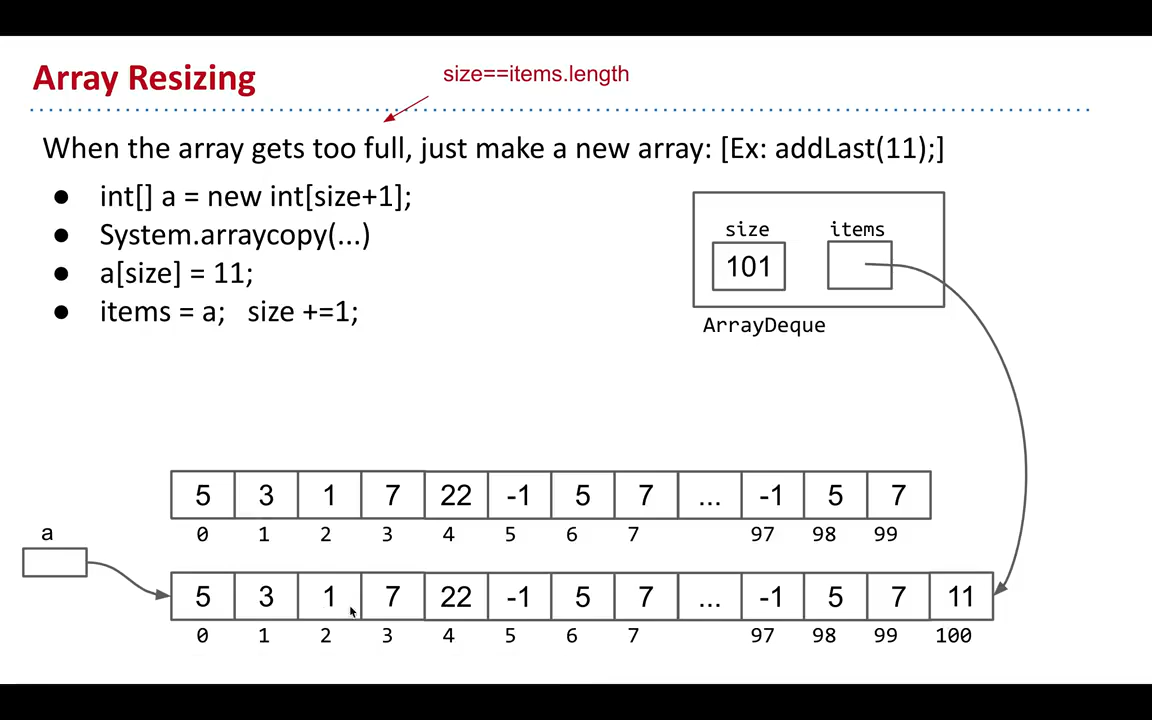 Array Resizing
size==items.length
When the array gets too full, just make a new array: [Ex: addLast(11);]
● int[] a = new int[size+1];
● System.arraycopy(...)
● a[size] = 11;
● items = a; size +=1;
size items
101
ArrayDeque
5 3 1 7 22 -1 5 7 ... -1 5 7
0 1 2 3 4 5 6 7 97 98 99
a
5 3 1 7 22 -1 5 7 ... -1 5 7 11
0 1 2 3 4 5 6 7 97 98 99 100